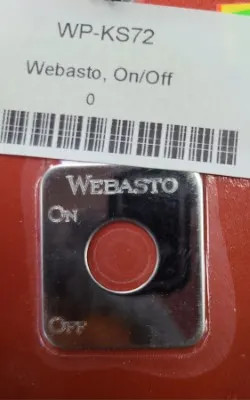 WP-KS72
Webasto, On/Off
0
WEBASTO
ON
OFF